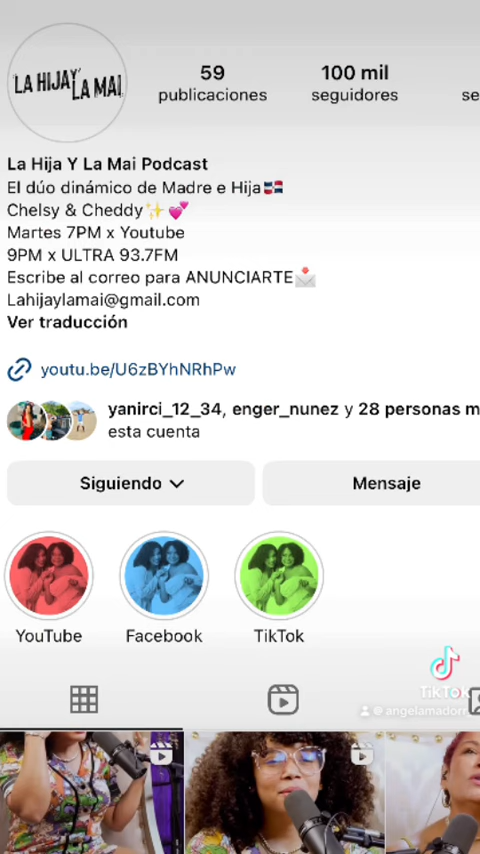 LA HIJA Y LA MAI
59
publicaciones
100 mil
seguidores
se
La Hija Y La Mai Podcast
El dúo dinámico de Madre e Hija🇩🇴
Chelsy & Cheddy✨💕
Martes 7PM x Youtube
9PM x ULTRA 93.7FM
Escribe al correo para ANUNCIARTE📩
Lahijaylamai@gmail.com
Ver traducción
youtu.be/U6zBYhNRhPw
yanirci_12_34, enger_nunez y 28 personas m
esta cuenta
Siguiendo
Mensaje
YouTube
Facebook
TikTok
TikTok
@angelamadorr